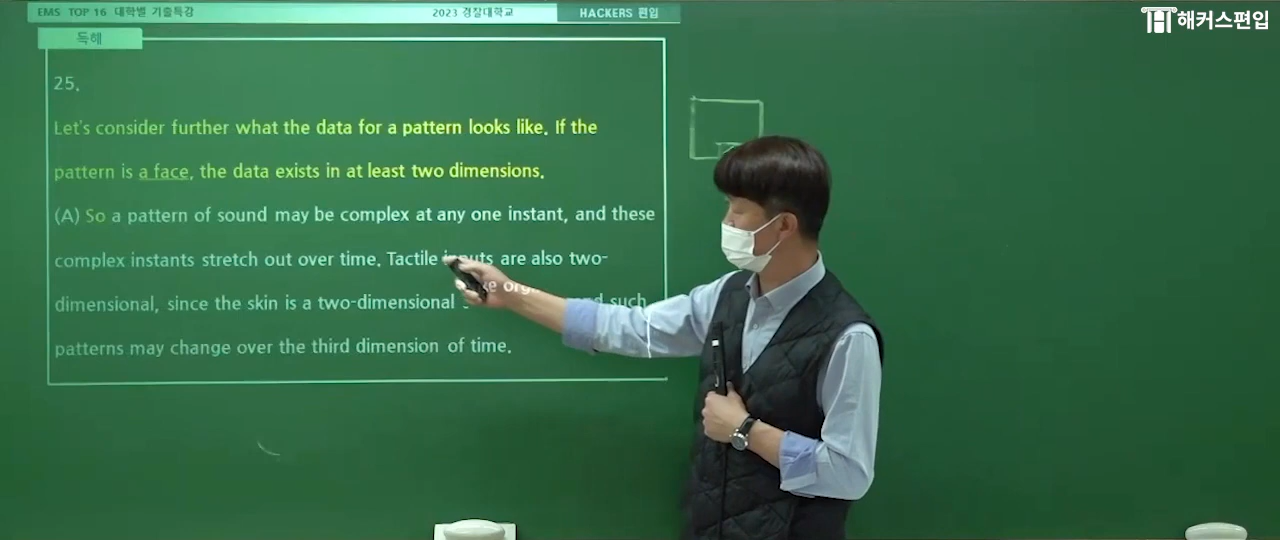 EMS TOP 16 대학별 기출특강
2023 경찰대학교
HACKERS 편입
해커스편입
독해
25.
Let's consider further what the data for a pattern looks like. If the
pattern is a face, the data exists in at least two dimensions.
(A) So a pattern of sound may be complex at any one instant, and these
complex instants stretch out over time. Tactile inputs are also two-
dimensional, since the skin is a two-dimensional such
patterns may change over the third dimension of time.